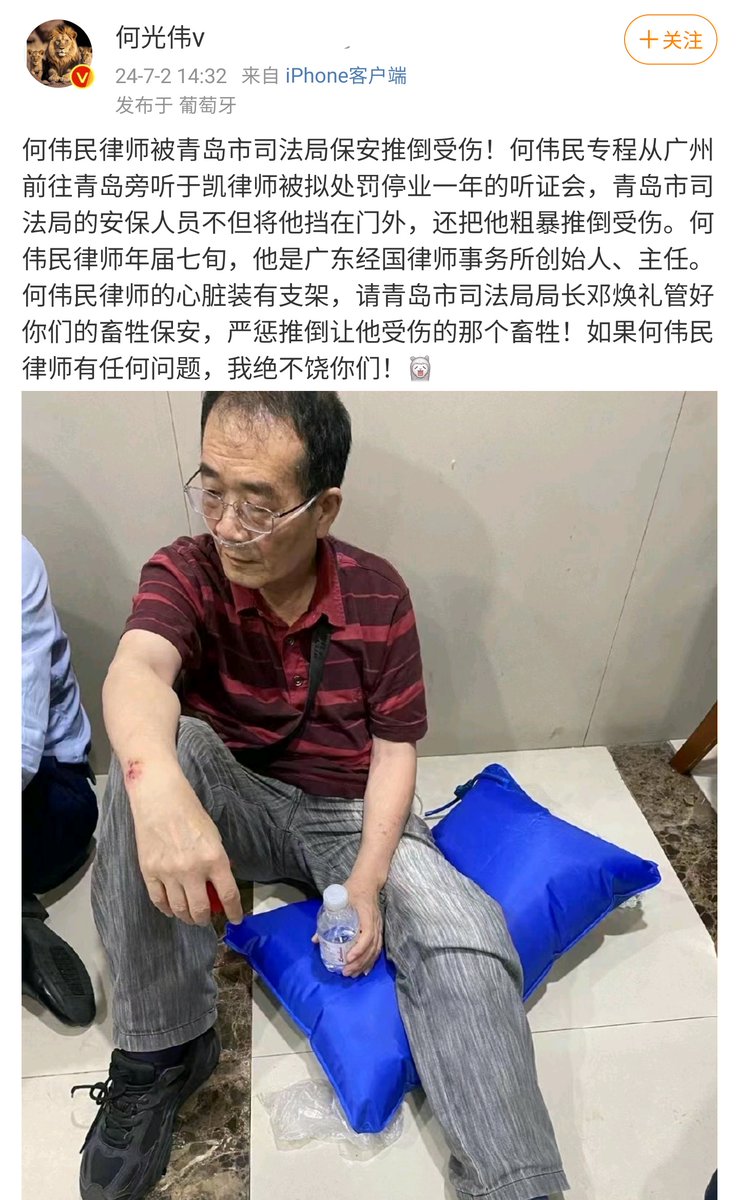 何光伟v
关注
24-7-2 14:32 来自 iPhone客户端
发布于 葡萄牙
何伟民律师被青岛市司法局保安推倒受伤！何伟民专程从广州
前往青岛旁听于凯律师被拟处罚停业一年的听证会，青岛市司
法局的安保人员不但将他挡在门外，还把他粗暴推倒受伤。何
伟民律师年届七旬，他是广东经国律师事务所创始人、主任。
何伟民律师的心脏装有支架，请青岛市司法局局长邓焕礼管好
你们的畜牲保安，严惩推倒让他受伤的那个畜牲！如果何伟民
律师有任何问题，我绝不饶你们！